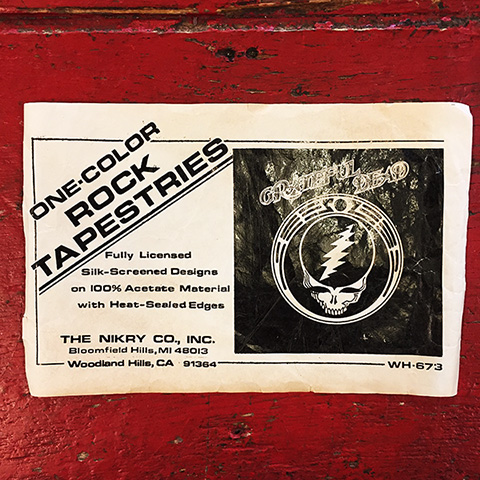 ONE-COLOR
ROCK
TAPESTRIES
Fully Licensed
Silk-Screened Designs
on 100% Acetate Material
with Heat-Sealed Edges
THE NIKRY CO., INC.
Bloomfield Hills, MI 48013
Woodland Hills, CA 91364
GRATEFUL DEAD
WH-673